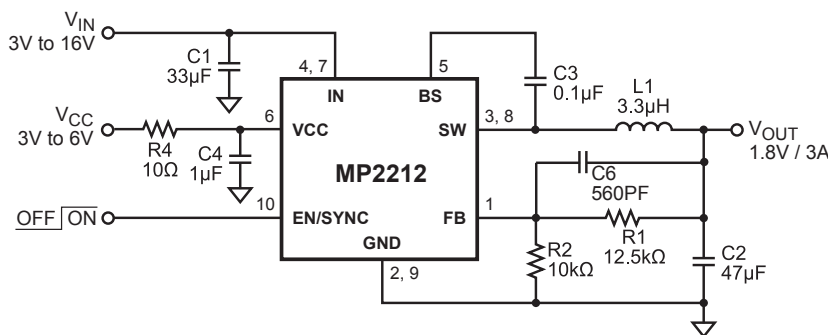 VIN
3V to 16V
C1
33µF
4, 7
IN
5
BS
C3
0.1µF
L1
3.3µH
VCC
3V to 6V
R4
10Ω
C4
1µF
6
VCC
SW
3, 8
VOUT
1.8V / 3A
MP2212
C6
560PF
OFF ON
10
EN/SYNC
FB
1
R1
12.5kΩ
GND
2, 9
R2
10kΩ
C2
47µF